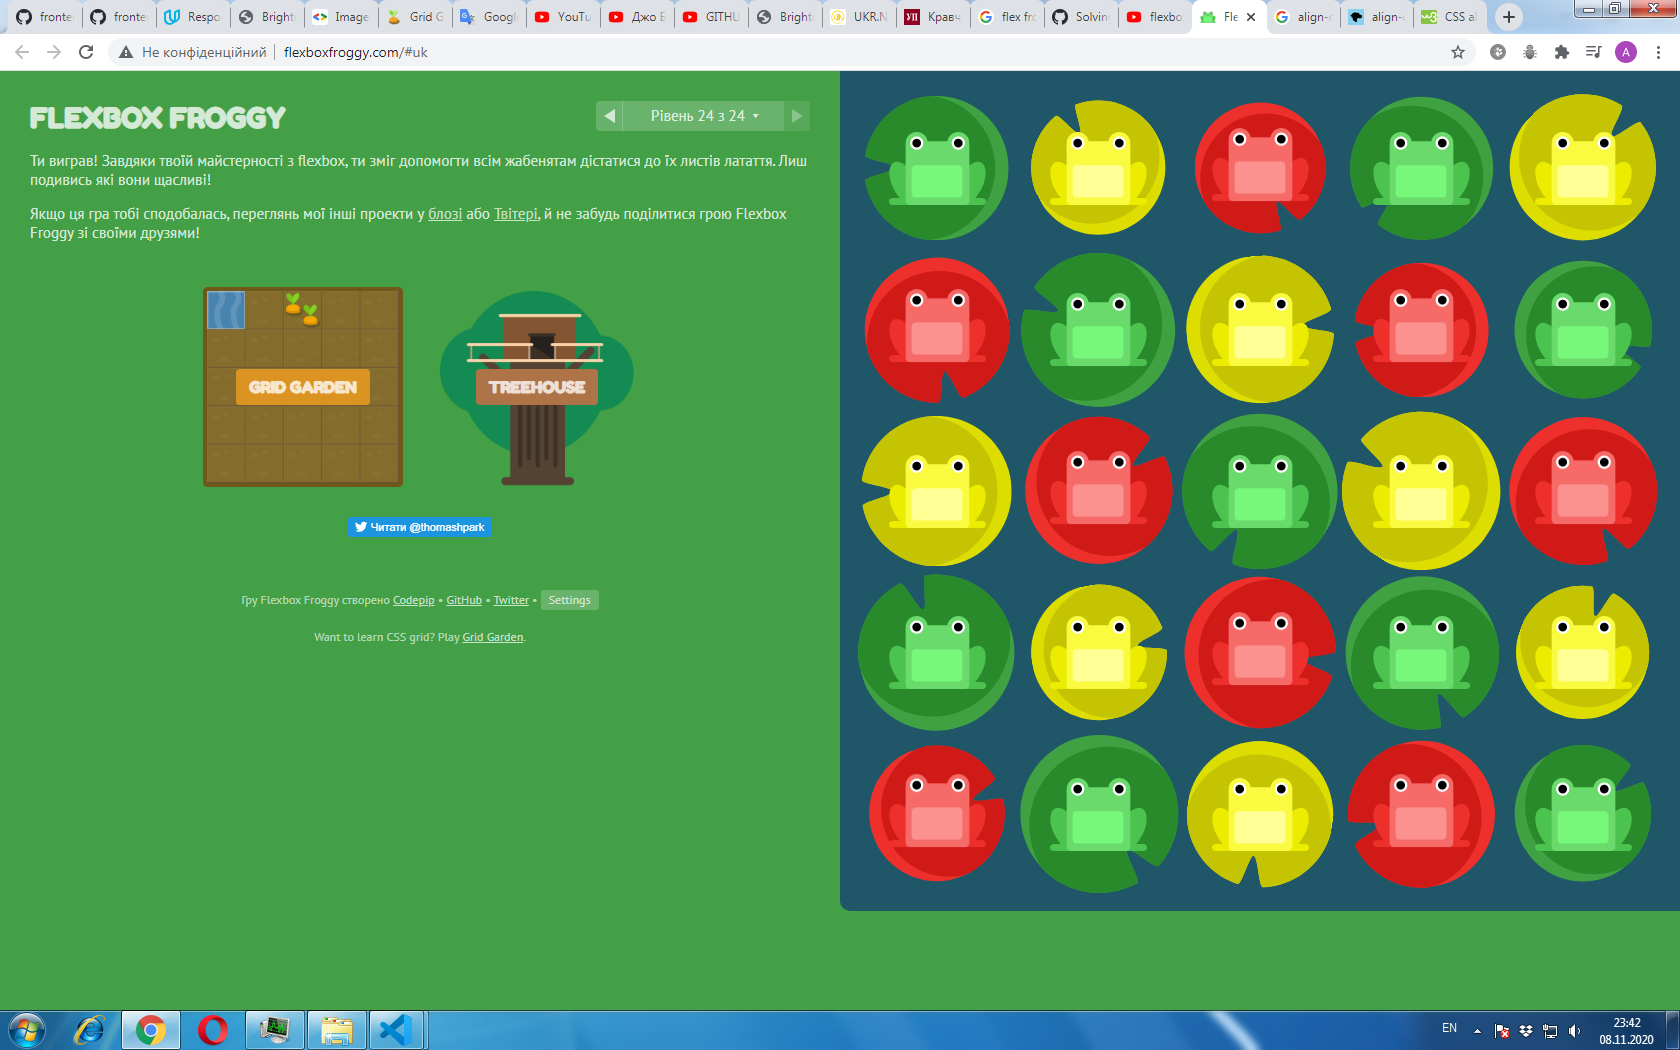 fronte
fronte
Respo
Bright
Image
Grid G
Googl
YouTu
Джо Б
GITHU
Bright
UKR.N
Кравч
flex fro
Solvin
flexbo
Fle
align-c
align-
CSS al
Не конфіденційний
flexboxfroggy.com/#uk
A
FLEXBOX FROGGY
Рівень 24 з 24
Ти виграв! Завдяки твоїй майстерності з flexbox, ти зміг допомогти всім жабенятам дістатися до їх листів латаття. Лиш
подивись які вони щасливі!
Якщо ця гра тобі сподобалась, переглянь мої інші проекти у блозі або Твітері, й не забудь поділитися грою Flexbox
Froggy зі своїми друзями!
GRID GARDEN
TREEHOUSE
Читати @thomashpark
Гру Flexbox Froggy створено Codepip • GitHub • Twitter • Settings
Want to learn CSS grid? Play Grid Garden.
EN
23:42
08.11.2020